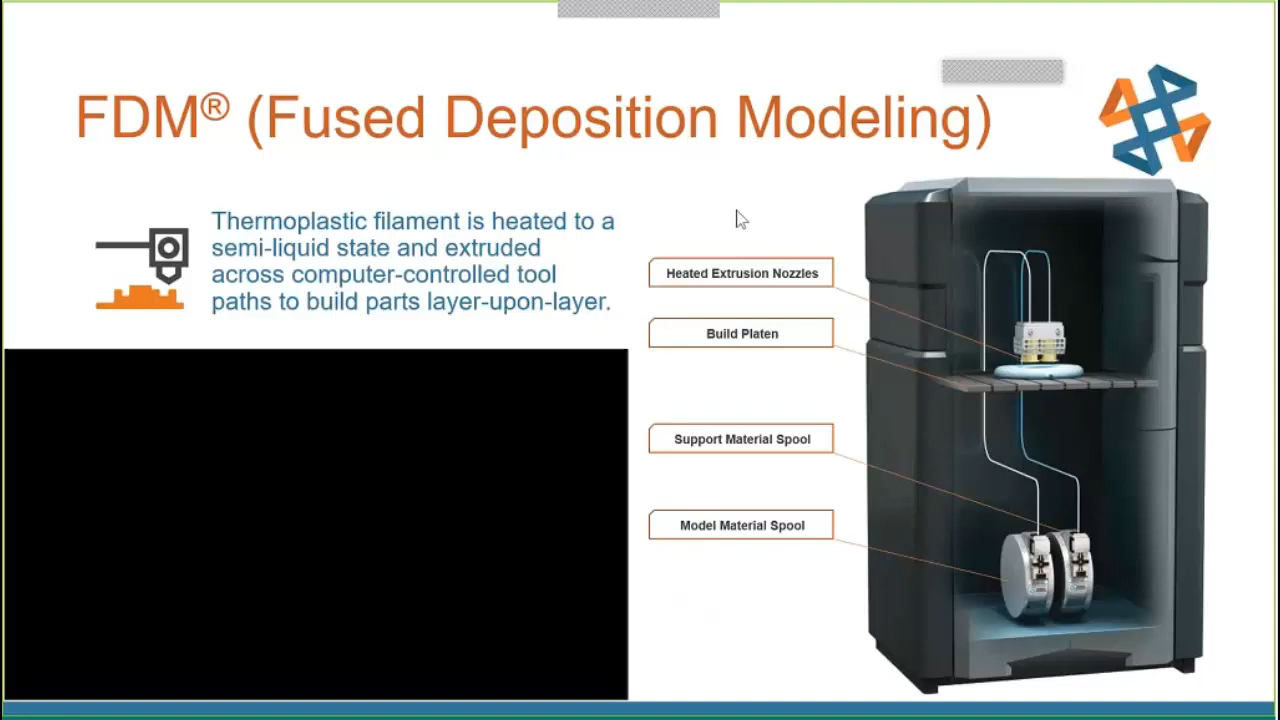 FDM® (Fused Deposition Modeling)
Thermoplastic filament is heated to a
semi-liquid state and extruded
across computer-controlled tool
paths to build parts layer-upon-layer.
Heated Extrusion Nozzles
Build Platen
Support Material Spool
Model Material Spool